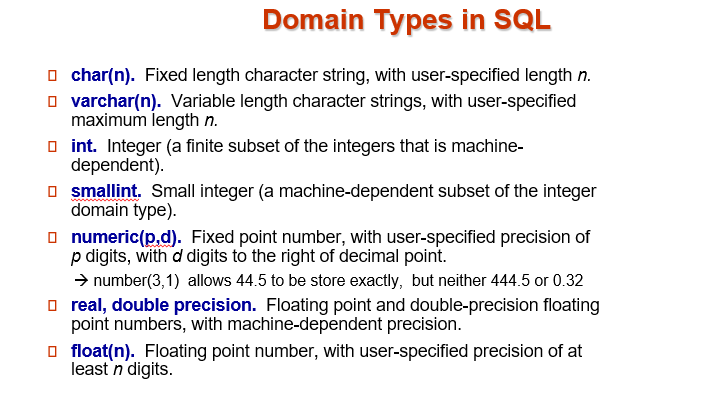 Domain Types in SQL
char(n). Fixed length character string, with user-specified length n.
varchar(n). Variable length character strings, with user-specified
maximum length n.
int. Integer (a finite subset of the integers that is machine-
dependent).
smallint. Small integer (a machine-dependent subset of the integer
domain type).
numeric(p,d). Fixed point number, with user-specified precision of
p digits, with d digits to the right of decimal point.
→ number(3,1) allows 44.5 to be store exactly, but neither 444.5 or 0.32
real, double precision. Floating point and double-precision floating
point numbers, with machine-dependent precision.
float(n). Floating point number, with user-specified precision of at
least n digits.